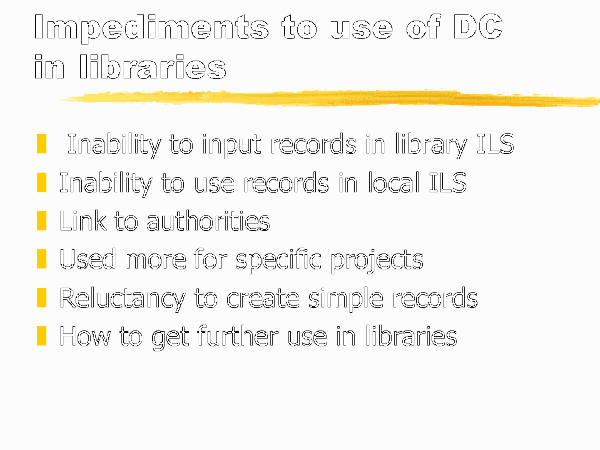 Impediments to use of DC
in libraries
Inability to input records in library ILS
Inability to use records in local ILS
Link to authorities
Used more for specific projects
Reluctancy to create simple records
How to get further use in libraries